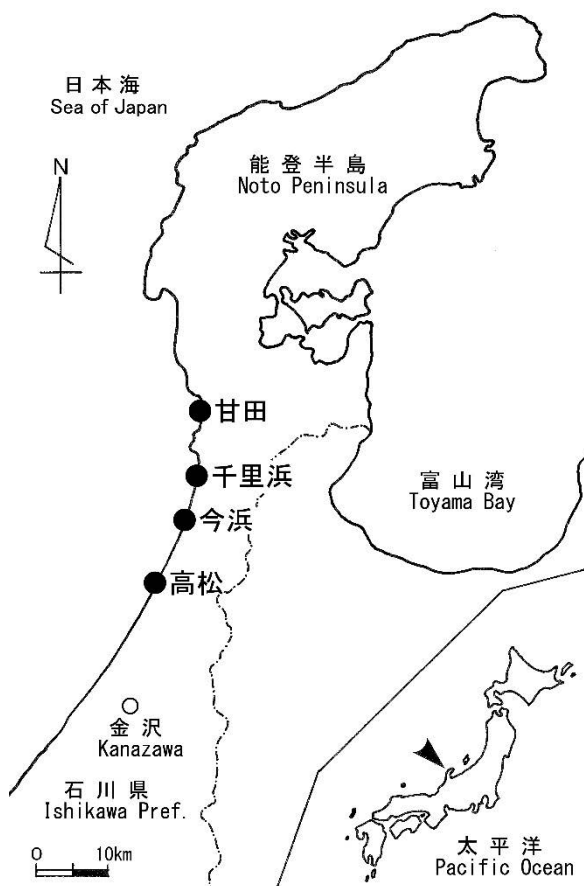 日本海
Sea of Japan
N
能登半島
Noto Peninsula
甘田
千里浜
富山湾
Toyama Bay
今浜
高松
金沢
Kanazawa
石川県
Ishikawa Pref.
0 10km
太平洋
Pacific Ocean